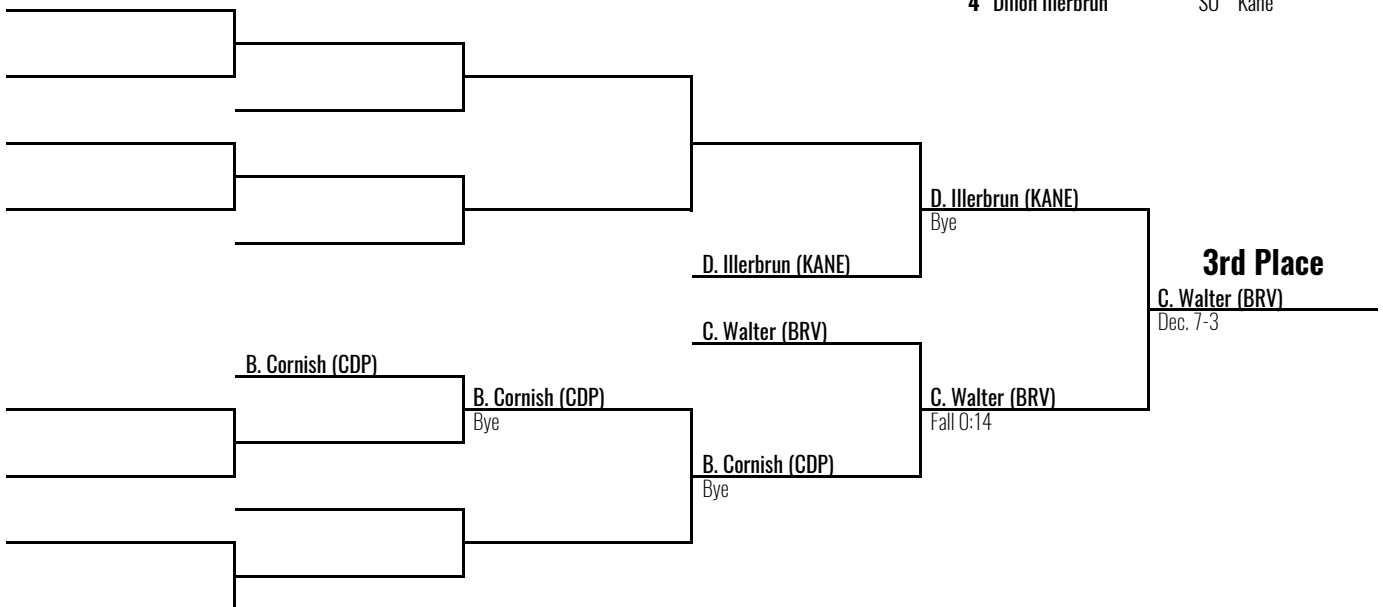 4 Dillon Illerbrun SO Kane
D. Illerbrun (KANE)
Bye
3rd Place
D. Illerbrun (KANE)
C. Walter (BRV)
Dec. 7-3
C. Walter (BRV)
B. Cornish (CDP)
B. Cornish (CDP)
Bye
C. Walter (BRV)
Fall 0:14
B. Cornish (CDP)
Bye